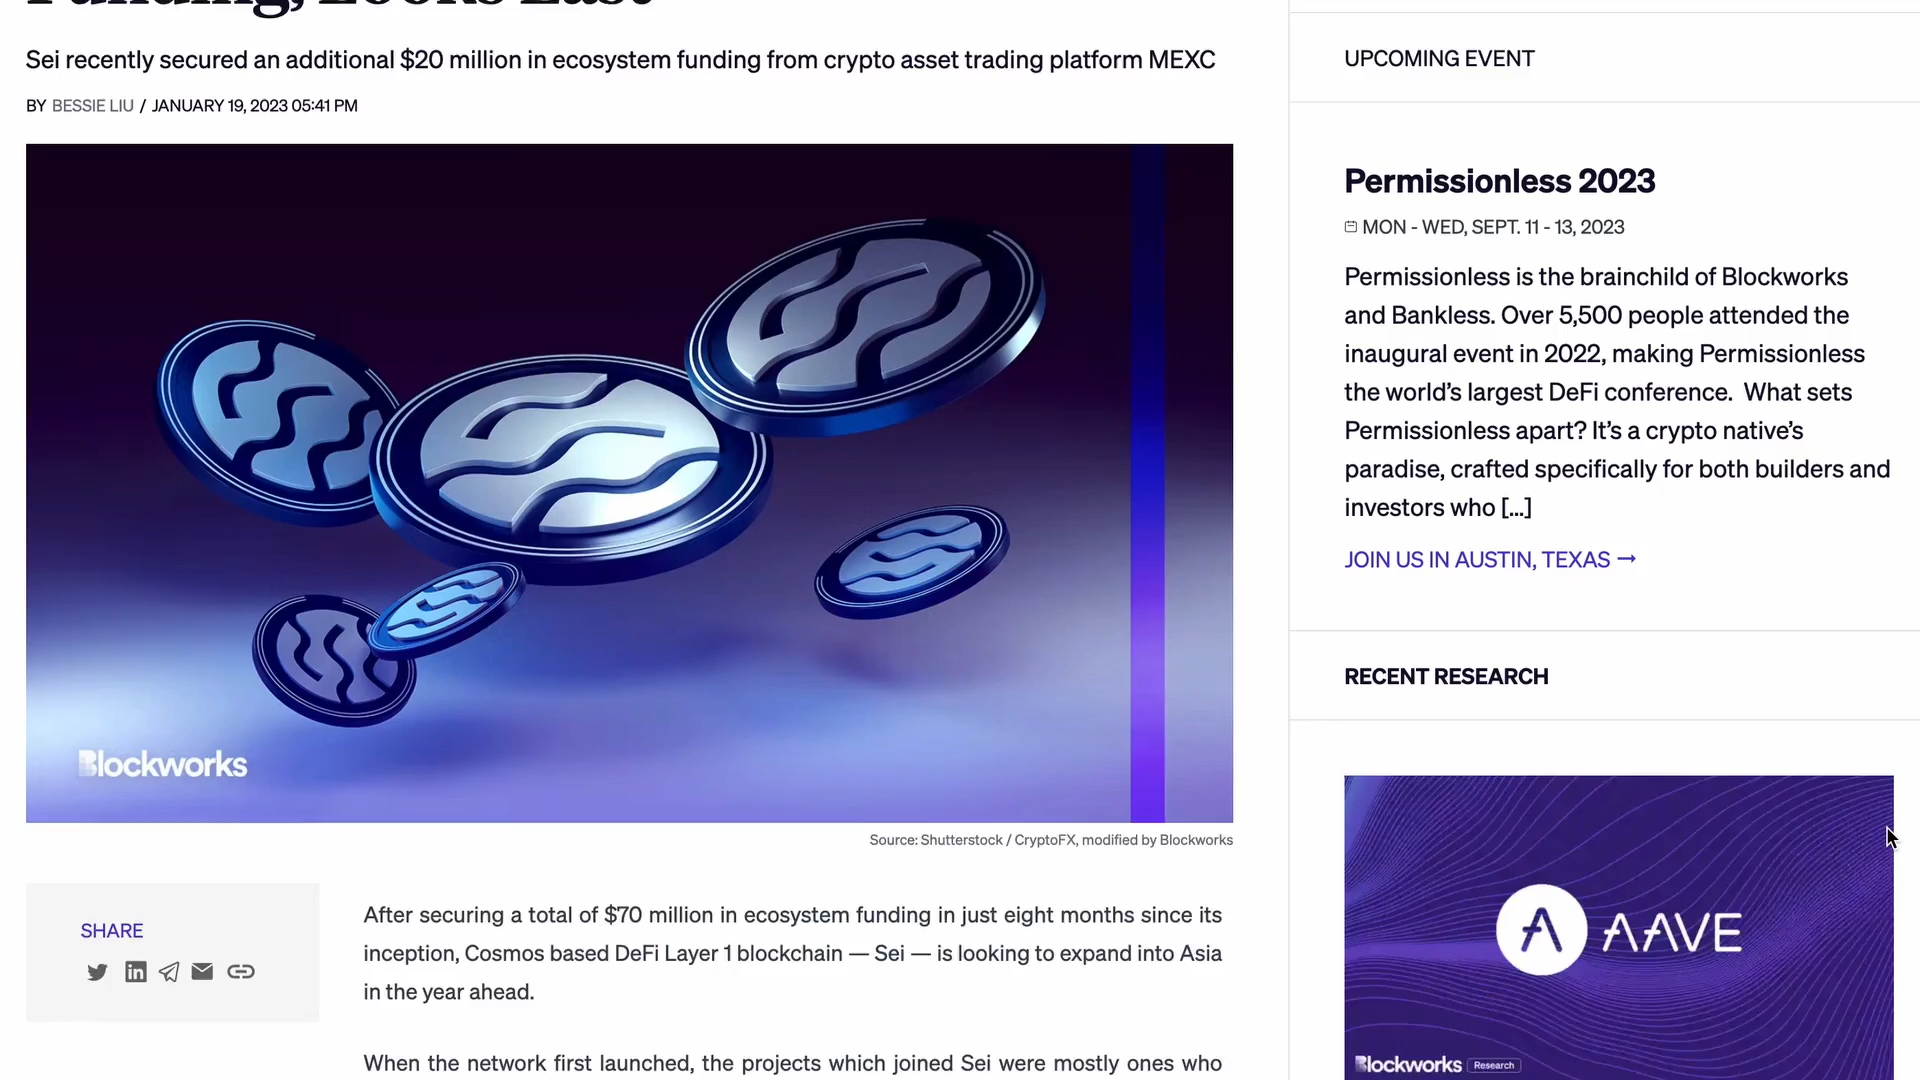 Funding, Looks East
Sei recently secured an additional $20 million in ecosystem funding from crypto asset trading platform MEXC
BY BESSIE LIU / JANUARY 19, 2023 05:41 PM
Blockworks
Source: Shutterstock / CryptoFX, modified by Blockworks
SHARE
After securing a total of $70 million in ecosystem funding in just eight months since its
inception, Cosmos based DeFi Layer 1 blockchain — Sei — is looking to expand into Asia
in the year ahead.
When the network first launched, the projects which joined Sei were mostly ones who
UPCOMING EVENT
Permissionless 2023
MON - WED, SEPT. 11 - 13, 2023
Permissionless is the brainchild of Blockworks
and Bankless. Over 5,500 people attended the
inaugural event in 2022, making Permissionless
the world’s largest DeFi conference.  What sets
Permissionless apart? It’s a crypto native’s
paradise, crafted specifically for both builders and
investors who [...]
JOIN US IN AUSTIN, TEXAS →
RECENT RESEARCH
AAVE
Blockworks Research